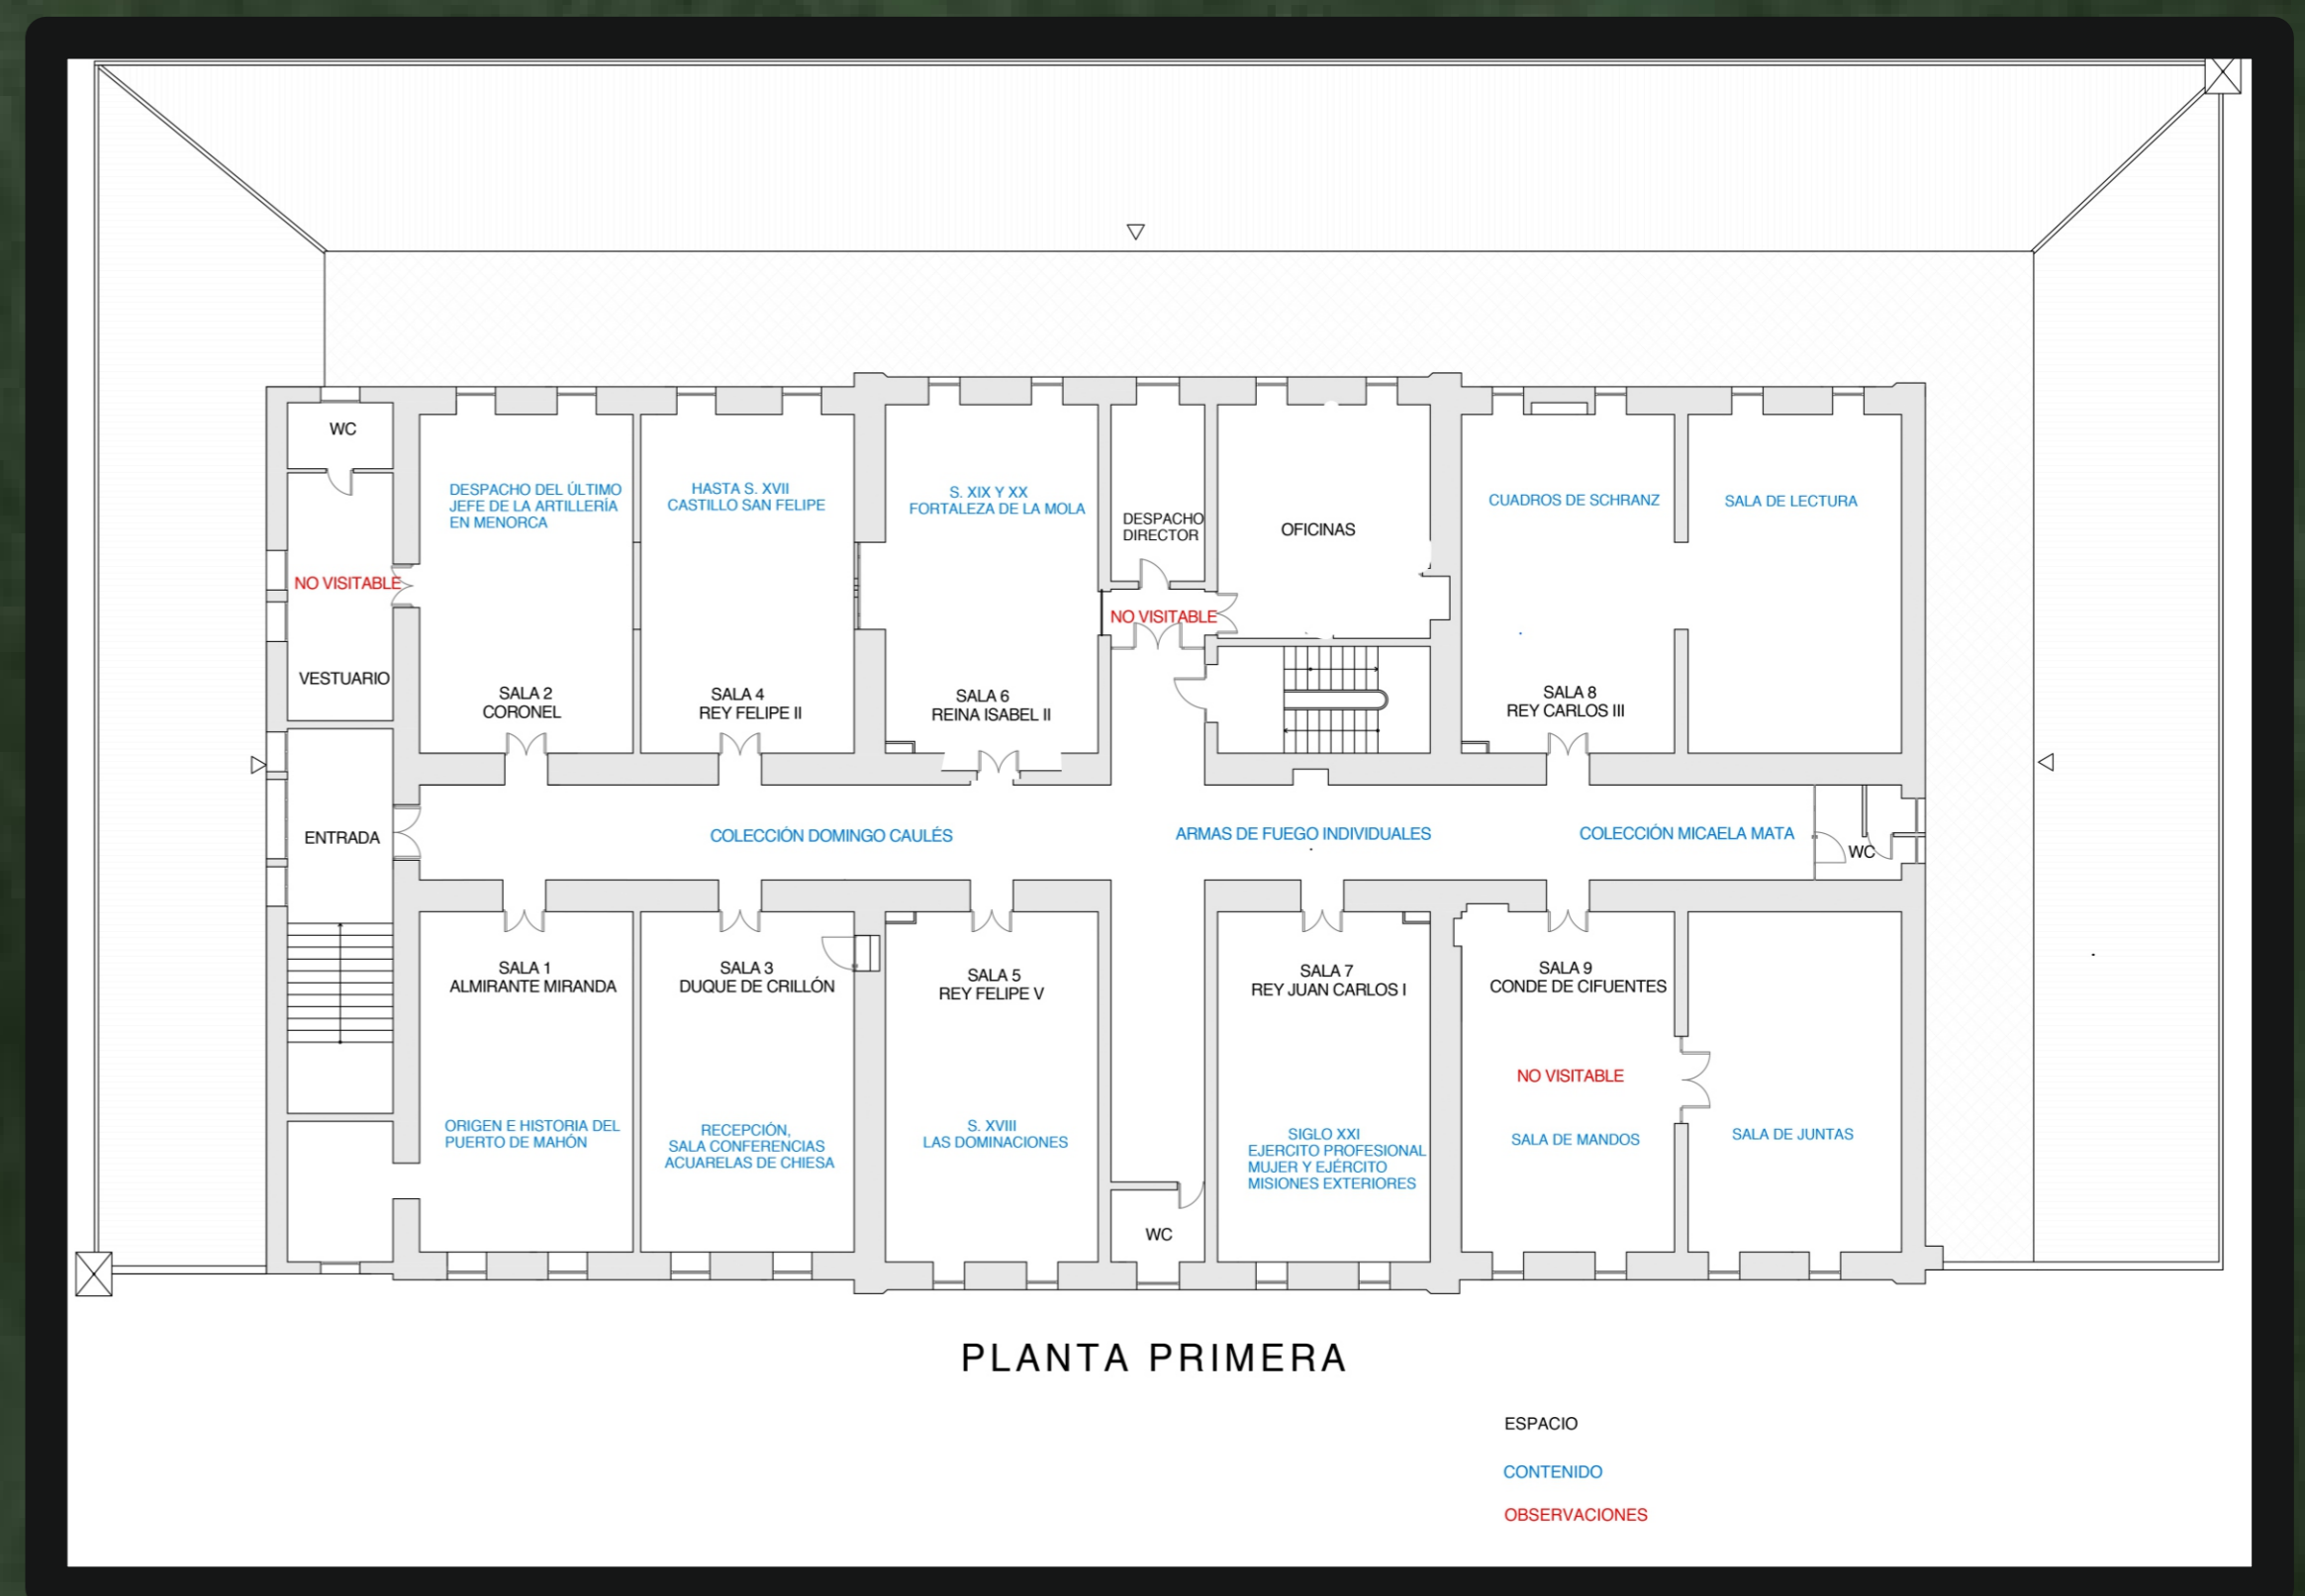 WC
DESPACHO DEL ÚLTIMO
JEFE DE LA ARTILLERÍA
EN MENORCA
HASTA S. XVII
CASTILLO SAN FELIPE
S. XIX Y XX
FORTALEZA DE LA MOLA
DESPACHO
DIRECTOR
OFICINAS
CUADROS DE SCHRANZ
SALA DE LECTURA
NO VISITABLE
NO VISITABLE
VESTUARIO
SALA 2
CORONEL
SALA 4
REY FELIPE II
SALA 6
REINA ISABEL II
SALA 8
REY CARLOS III
ENTRADA
COLECCIÓN DOMINGO CAULÉS
ARMAS DE FUEGO INDIVIDUALES
COLECCIÓN MICAELA MATA
WC
SALA 1
ALMIRANTE MIRANDA
SALA 3
DUQUE DE CRILLÓN
SALA 5
REY FELIPE V
SALA 7
REY JUAN CARLOS I
SALA 9
CONDE DE CIFUENTES
NO VISITABLE
ORIGEN E HISTORIA DEL
PUERTO DE MAHÓN
RECEPCIÓN,
SALA CONFERENCIAS
ACUARELAS DE CHIESA
S. XVIII
LAS DOMINACIONES
SIGLO XXI
EJERCITO PROFESIONAL
MUJER Y EJÉRCITO
MISIONES EXTERIORES
SALA DE MANDOS
SALA DE JUNTAS
WC
PLANTA PRIMERA
ESPACIO
CONTENIDO
OBSERVACIONES